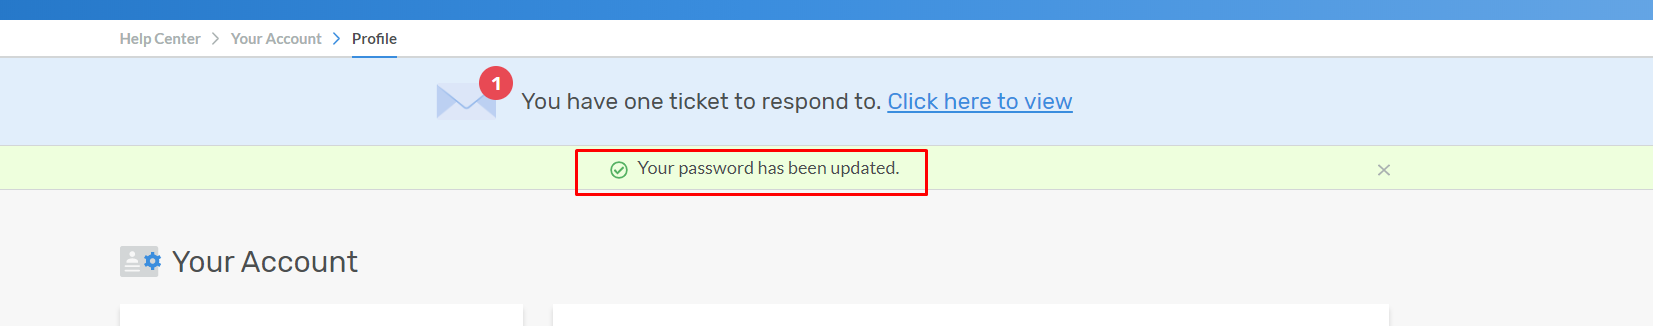 Help Center > Your Account > Profile
1
You have one ticket to respond to. Click here to view
Your password has been updated.
Your Account